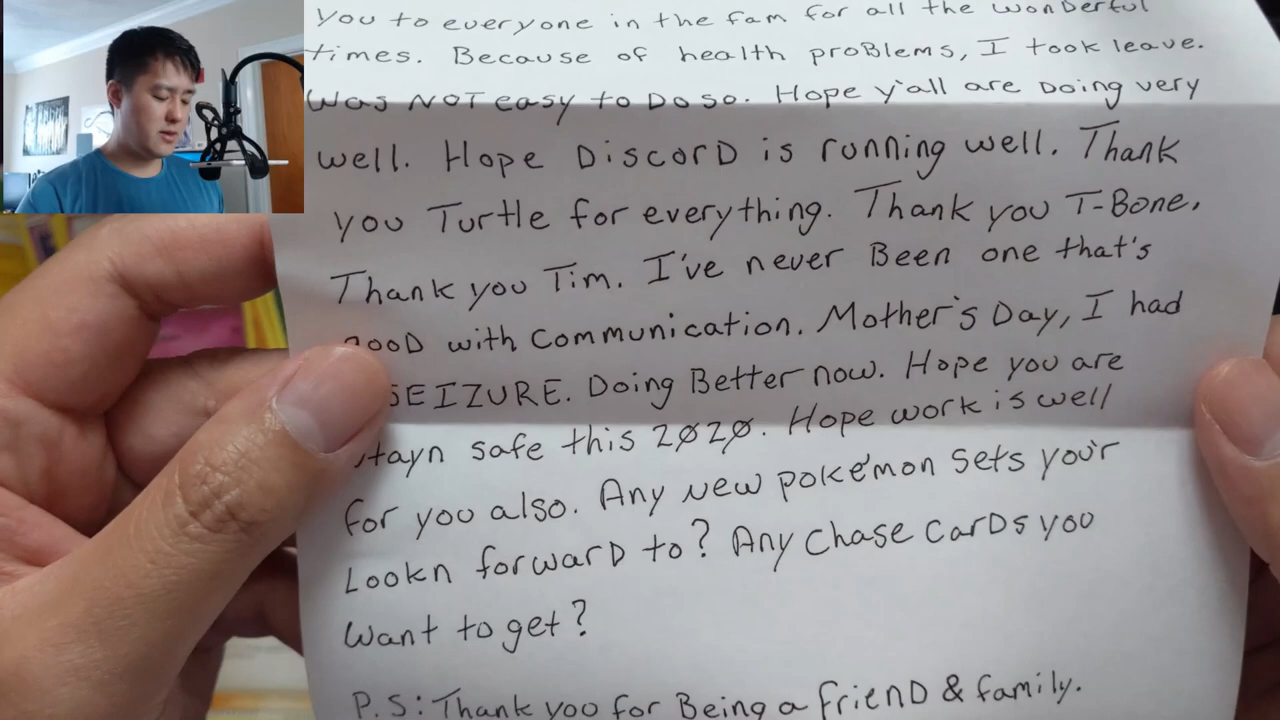 you to everyone in the fam for all the wonDerful
times. Because of health proBlems, I took leave.
Was NOT easy to Do so. Hope y'all are Doing very
well. Hope DiscorD is running well. Thank
you Turtle for everything. Thank you T-Bone.
Thank you Tim. I've never Been one that's
gooD with communication. Mother's Day, I had
SEIZURE. Doing Better now. Hope you are
stayn safe this 2020. Hope work is well
for you also. Any new pokémon sets you'r
Lookn forwarD to? Any chase carDs you
want to get?
P.S: Thank you for Being a frienD & family.